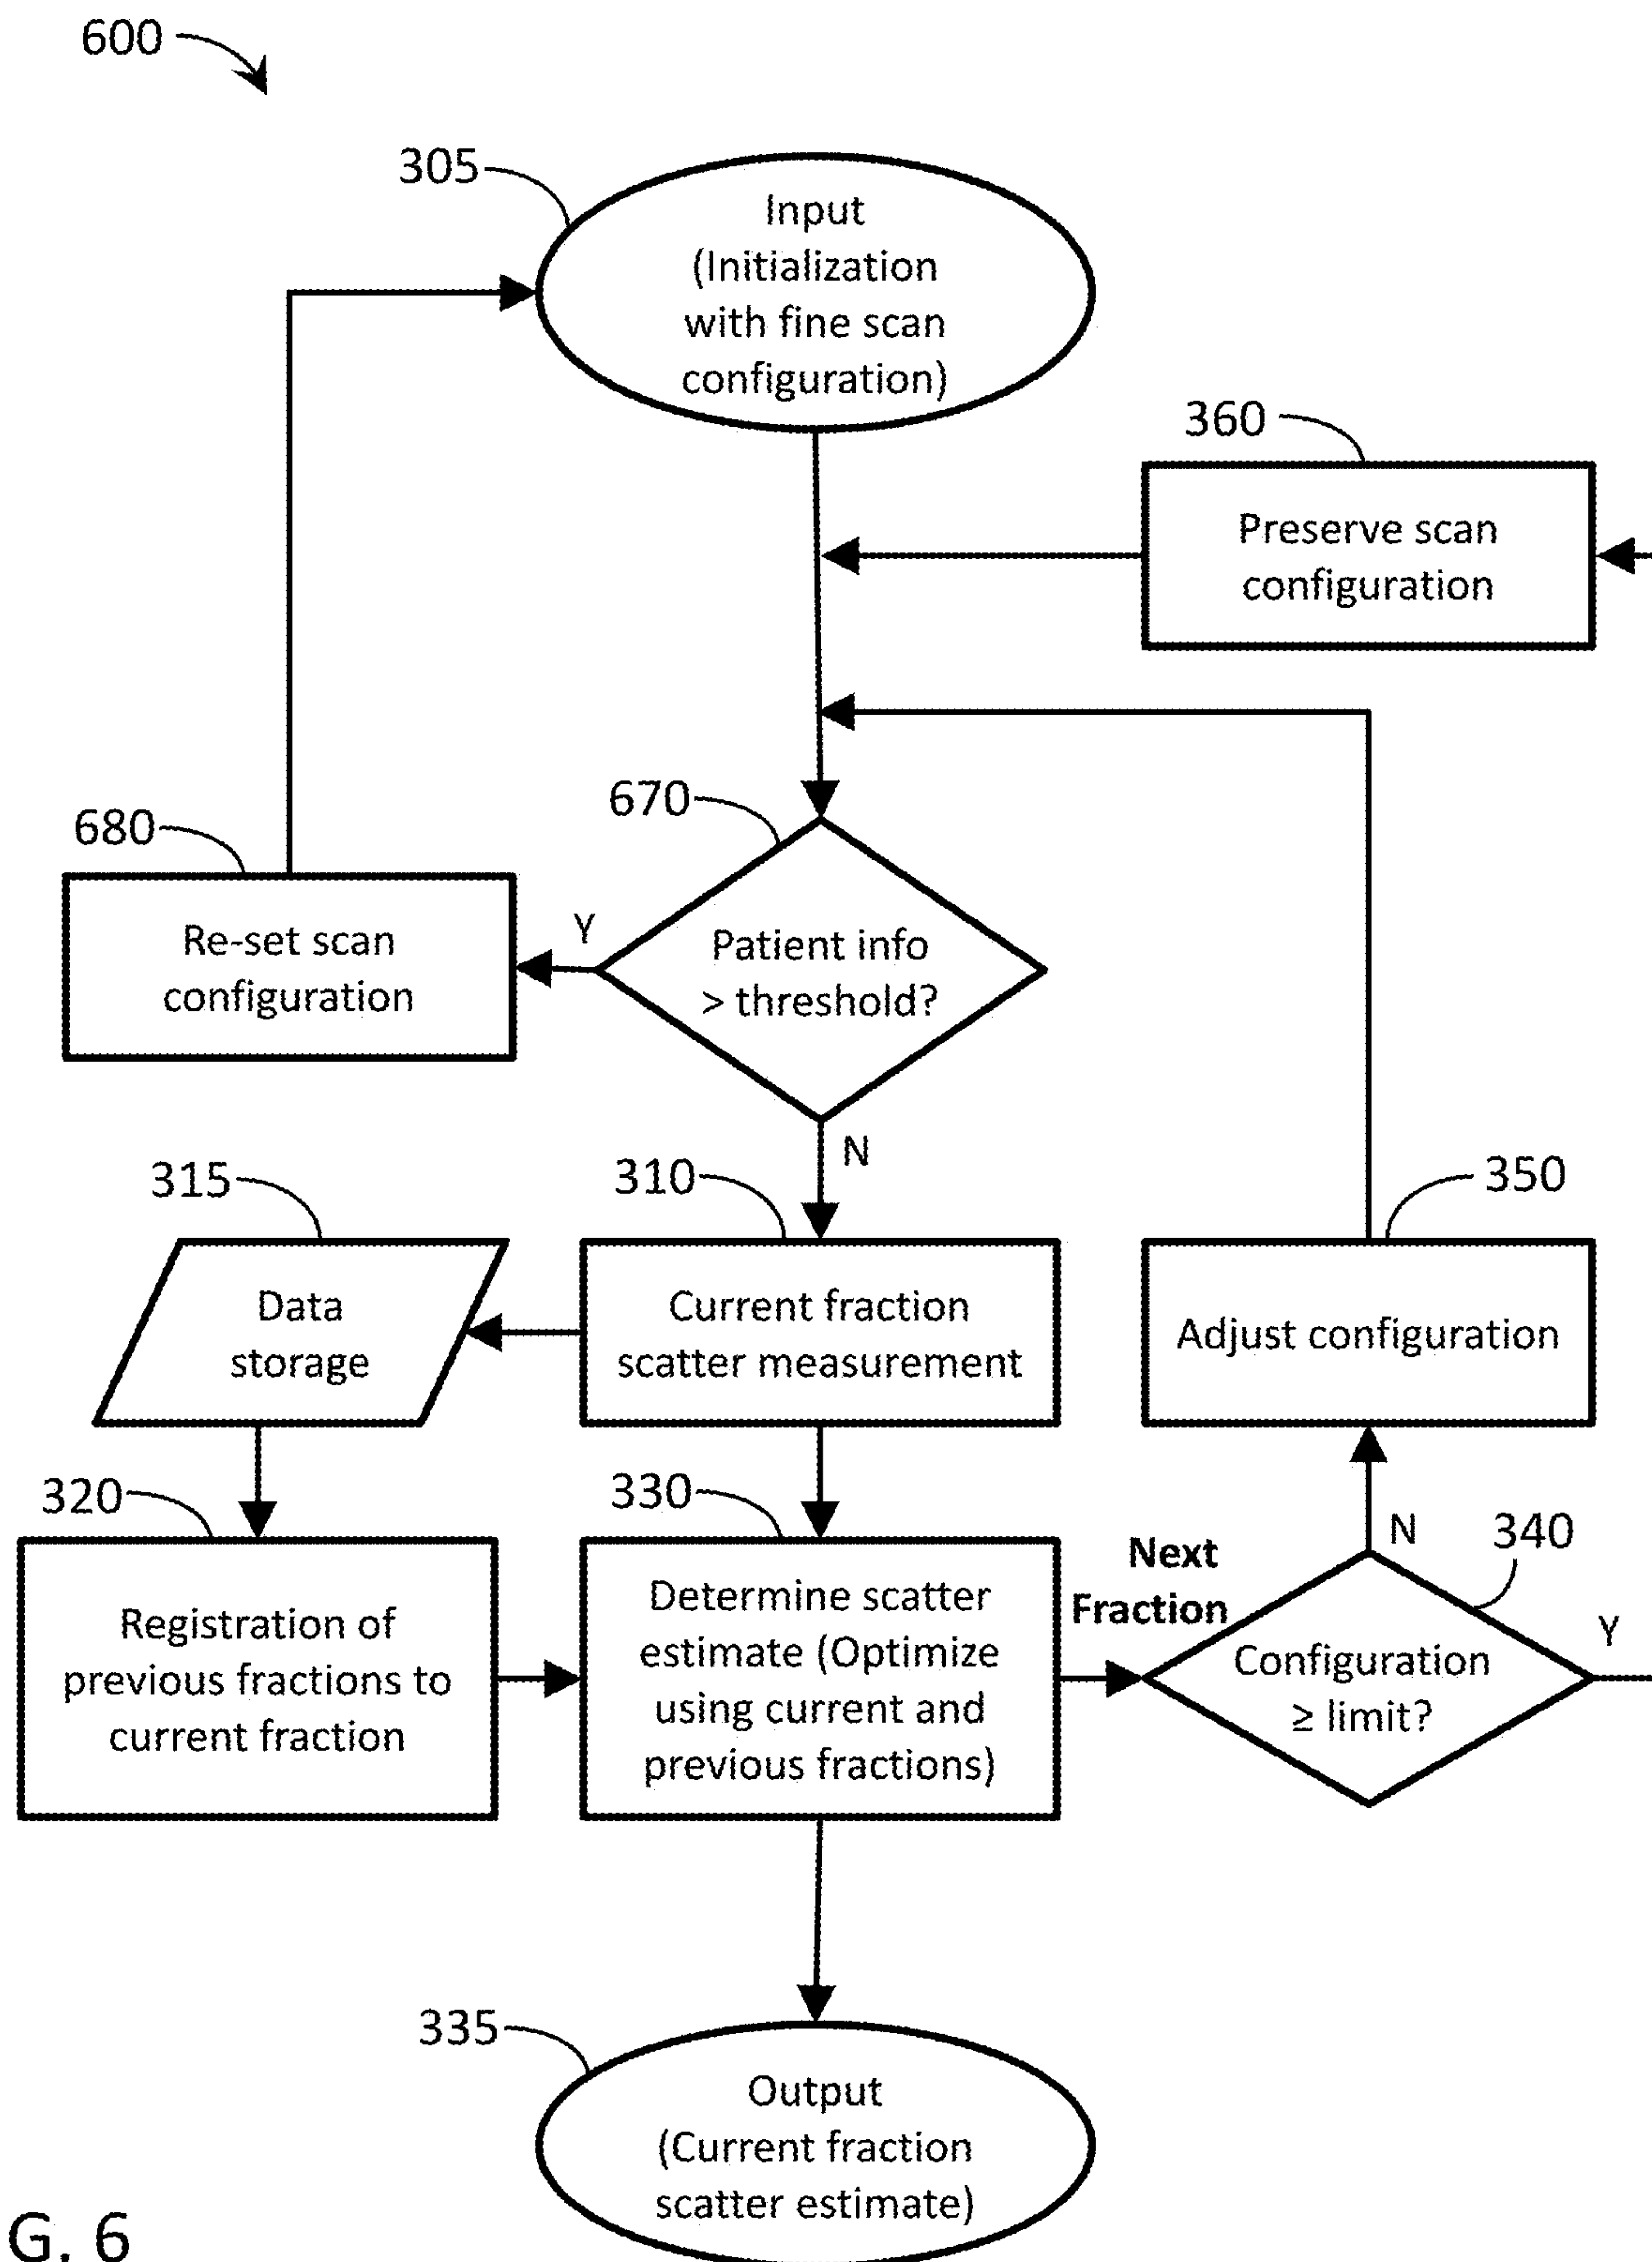 600
305
Input
(Initialization
with fine scan
configuration)
360
Preserve scan
configuration
670
680
Re-set scan
configuration
Y
Patient info
> threshold?
N
315
310
350
Data
storage
Current fraction
scatter measurement
Adjust configuration
320
330
N
340
Next
Fraction
Registration of
previous fractions to
current fraction
Determine scatter
estimate (Optimize
using current and
previous fractions)
Configuration
≥ limit?
Y
335
Output
(Current fraction
scatter estimate)
G. 6